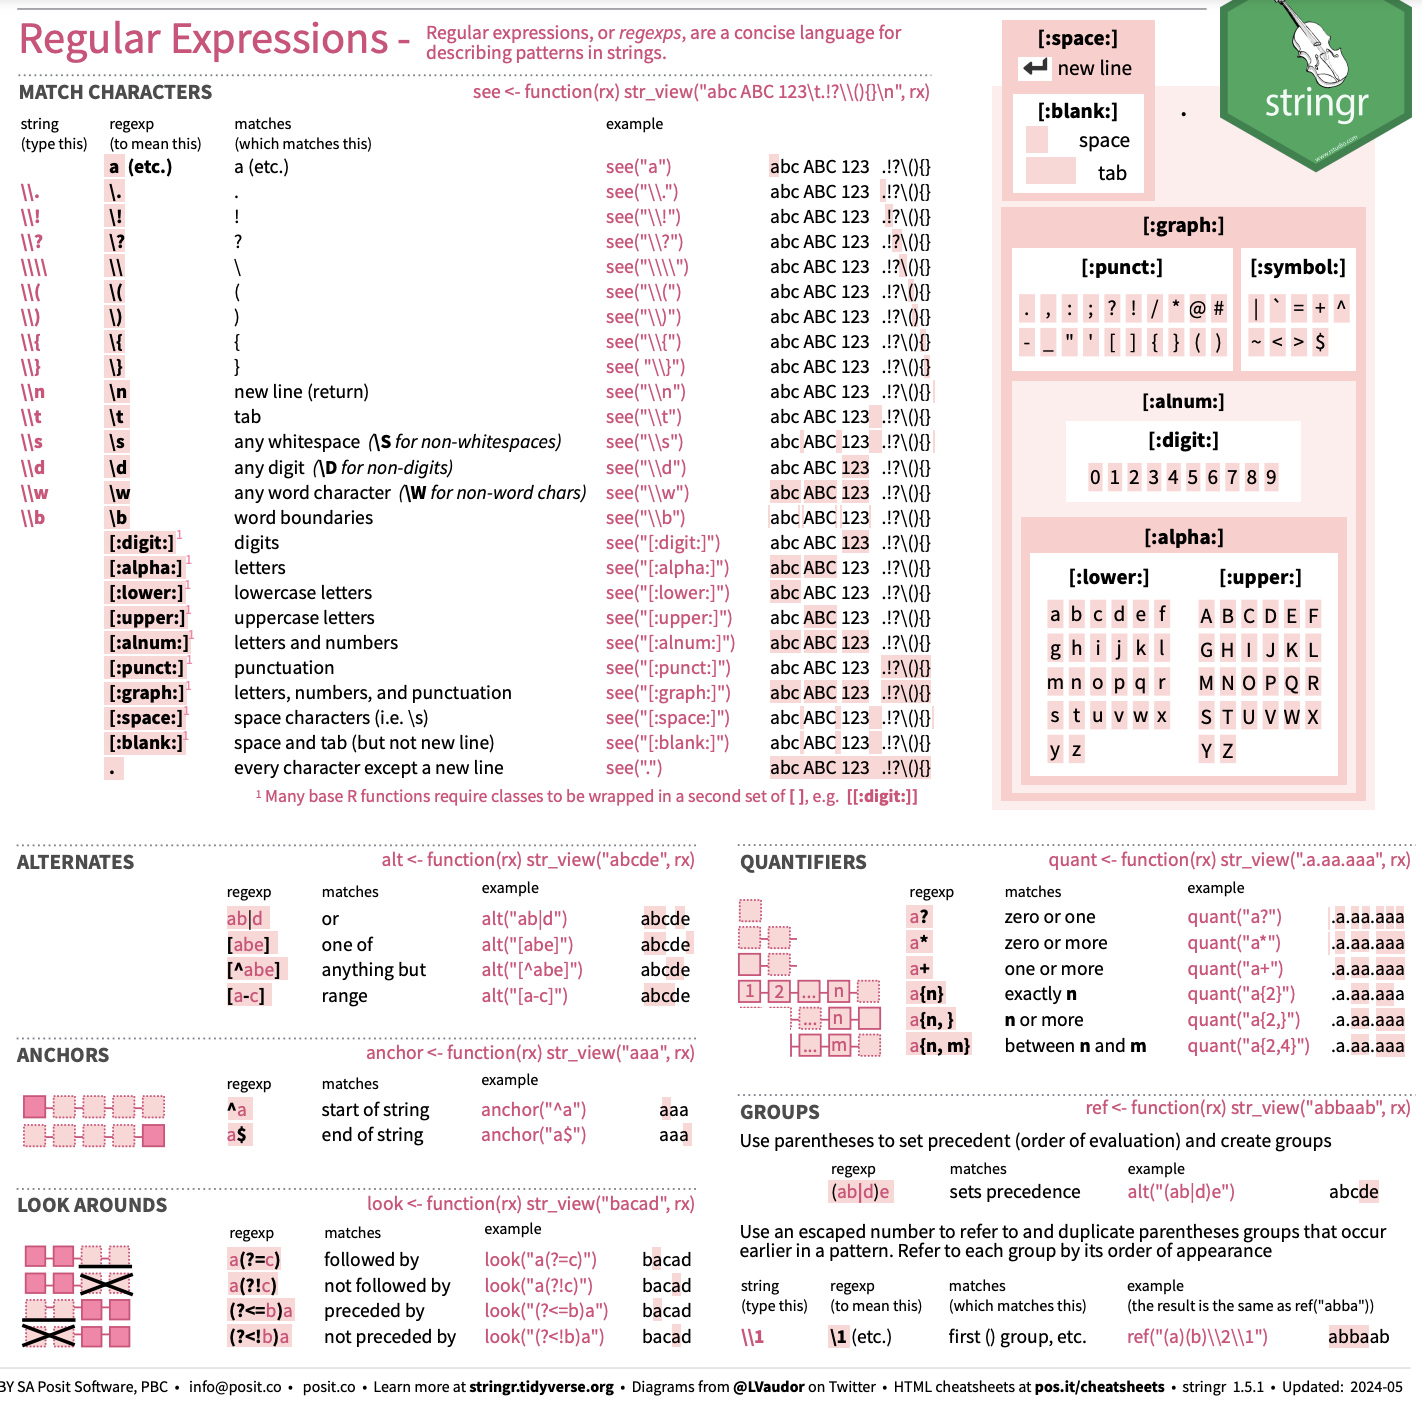 Regular Expressions - Regular expressions, or regexps, are a concise language for
describing patterns in strings.
MATCH CHARACTERS see <- function(rx) str_view("abc ABC 123\t.!?\\(){}\n", rx)
string regexp matches example
(type this) (to mean this) (which matches this)
a (etc.) a (etc.) see("a") abc ABC 123 .!?\(){}
\\. \. . see("\\.") abc ABC 123 .!?\(){}
\\! \! ! see("\\!") abc ABC 123 .!?\(){}
\\? \? ? see("\\?") abc ABC 123 .!?\(){}
\\\\ \\ \ see("\\\\") abc ABC 123 .!?\(){}
\\( \( ( see("\\(") abc ABC 123 .!?\(){}
\\) \) ) see("\\)") abc ABC 123 .!?\(){}
\\{ \{ { see("\\{") abc ABC 123 .!?\(){}
\\} \} } see( "\\}") abc ABC 123 .!?\(){}
\\n \n new line (return) see("\\n") abc ABC 123 .!?\(){}
\\t \t tab see("\\t") abc ABC 123 .!?\(){}
\\s \s any whitespace (\S for non-whitespaces) see("\\s") abc ABC 123 .!?\(){}
\\d \d any digit (\D for non-digits) see("\\d") abc ABC 123 .!?\(){}
\\w \w any word character (\W for non-word chars) see("\\w") abc ABC 123 .!?\(){}
\\b \b word boundaries see("\\b") abc ABC 123 .!?\(){}
[:digit:]1 digits see("[:digit:]") abc ABC 123 .!?\(){}
[:alpha:]1 letters see("[:alpha:]") abc ABC 123 .!?\(){}
[:lower:]1 lowercase letters see("[:lower:]") abc ABC 123 .!?\(){}
[:upper:]1 uppercase letters see("[:upper:]") abc ABC 123 .!?\(){}
[:alnum:]1 letters and numbers see("[:alnum:]") abc ABC 123 .!?\(){}
[:punct:]1 punctuation see("[:punct:]") abc ABC 123 .!?\(){}
[:graph:]1 letters, numbers, and punctuation see("[:graph:]") abc ABC 123 .!?\(){}
[:space:]1 space characters (i.e. \s) see("[:space:]") abc ABC 123 .!?\(){}
[:blank:]1 space and tab (but not new line) see("[:blank:]") abc ABC 123 .!?\(){}
. every character except a new line see(".") abc ABC 123 .!?\(){}
1 Many base R functions require classes to be wrapped in a second set of [ ], e.g. [[:digit:]]
[:space:]
new line
[:blank:]
space
tab
.
stringr
www.rstudio.com
[:graph:]
[:punct:] [:symbol:]
. , : ; ? ! / * @ # | ` = + ^
- _ " ' [ ] { } ( ) ~ < > $
[:alnum:]
[:digit:]
0 1 2 3 4 5 6 7 8 9
[:alpha:]
[:lower:] [:upper:]
a b c d e f A B C D E F
g h i j k l G H I J K L
m n o p q r M N O P Q R
s t u v w x S T U V W X
y z Y Z
ALTERNATES alt <- function(rx) str_view("abcde", rx)
regexp matches example
ab|d or alt("ab|d") abcde
[abe] one of alt("[abe]") abcde
[^abe] anything but alt("[^abe]") abcde
[a-c] range alt("[a-c]") abcde
ANCHORS anchor <- function(rx) str_view("aaa", rx)
regexp matches example
^a start of string anchor("^a") aaa
a$ end of string anchor("a$") aaa
LOOK AROUNDS look <- function(rx) str_view("bacad", rx)
regexp matches example
a(?=c) followed by look("a(?=c)") bacad
a(?!c) not followed by look("a(?!c)") bacad
(?<=b)a preceded by look("(?<=b)a") bacad
(?<!b)a not preceded by look("(?<!b)a") bacad
QUANTIFIERS quant <- function(rx) str_view(".a.aa.aaa", rx)
regexp matches example
a? zero or one quant("a?") .a.aa.aaa
a* zero or more quant("a*") .a.aa.aaa
a+ one or more quant("a+") .a.aa.aaa
1 2 ... n a{n} exactly n quant("a{2}") .a.aa.aaa
... n a{n, } n or more quant("a{2,}") .a.aa.aaa
... m a{n, m} between n and m quant("a{2,4}") .a.aa.aaa
GROUPS ref <- function(rx) str_view("abbaab", rx)
Use parentheses to set precedent (order of evaluation) and create groups
regexp matches example
(ab|d)e sets precedence alt("(ab|d)e") abcde
Use an escaped number to refer to and duplicate parentheses groups that occur
earlier in a pattern. Refer to each group by its order of appearance
string regexp matches example
(type this) (to mean this) (which matches this) (the result is the same as ref("abba"))
\\1 \1 (etc.) first () group, etc. ref("(a)(b)\\2\\1") abbaab
BY SA Posit Software, PBC • info@posit.co • posit.co • Learn more at stringr.tidyverse.org • Diagrams from @LVaudor on Twitter • HTML cheatsheets at pos.it/cheatsheets • stringr 1.5.1 • Updated: 2024-05